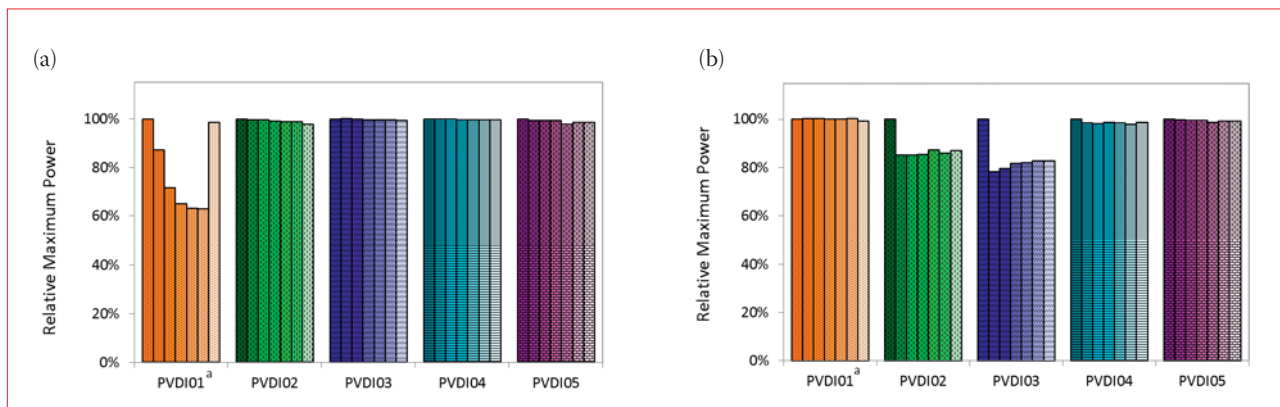 (a)
Relative Maximum Power
100%
80%
60%
40%
20%
0%
PVDI01a PVDI02 PVDI03 PVDI04 PVDI05
(b)
Relative Maximum Power
100%
80%
60%
40%
20%
0%
PVDI01a PVDI02 PVDI03 PVDI04 PVDI05